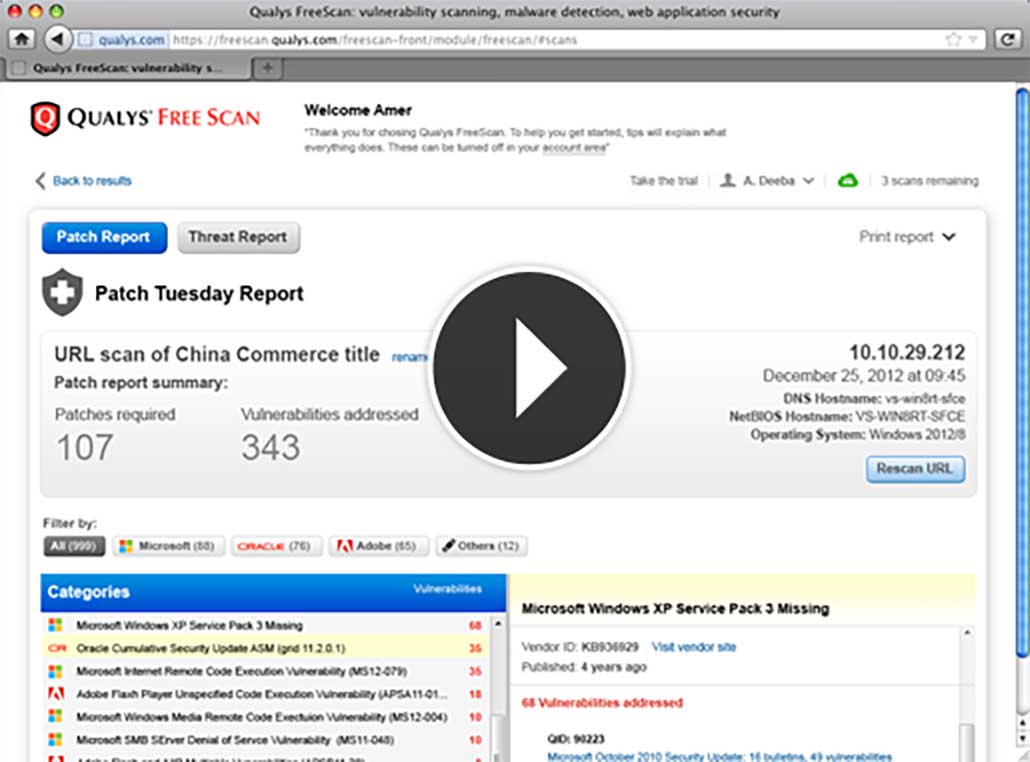 Qualys FreeScan: vulnerability scanning, malware detection, web application security
qualys.com https://freescan.qualys.com/freescan-front/module/freescan/#scans
Qualys FreeScan: vulnerability s...
QUALYS® FREE SCAN
Welcome Amer
"Thank you for chosing Qualys FreeScan. To help you get started, tips will explain what
everything does. These can be turned off in your account area"
Back to results
Take the trial
A. Deeba
3 scans remaining
Patch Report
Threat Report
Print report
Patch Tuesday Report
URL scan of China Commerce title
Patch report summary:
Patches required
Vulnerabilities addressed
107
343
10.10.29.212
December 25, 2012 at 09:45
DNS Hostname: vs-win8rt-sfce
NetBIOS Hostname: VS-WIN8RT-SFCE
Operating System: Windows 2012/8
Rescan URL
Filter by:
All (999)
Microsoft (88)
ORACLE (76)
Adobe (65)
Others (12)
Categories
Vulnerabilities
Microsoft Windows XP Service Pack 3 Missing 68
OR Oracle Cumulative Security Update ASM (grid 11.2.0.1) 35
Microsoft Internet Remote Code Execution Vulnerability (MS12-079) 35
Adobe Flaxh Player Unspecified Code Execution Vulnerability (APSA11-01... 18
Microsoft Windows Media Remote Code Exectuion Vulnerability (MS12-004) 10
Microsoft SMB SErver Denial of Servce Vulnerability (MS11-048) 10
Microsoft Windows XP Service Pack 3 Missing
Vendor ID: KB936929 Visit vendor site
Published: 4 years ago
68 Vulnerabilities addressed
QID: 90223
Microsoft October 2010 Security Update: 16 bulletins, 49 vulnerabilities